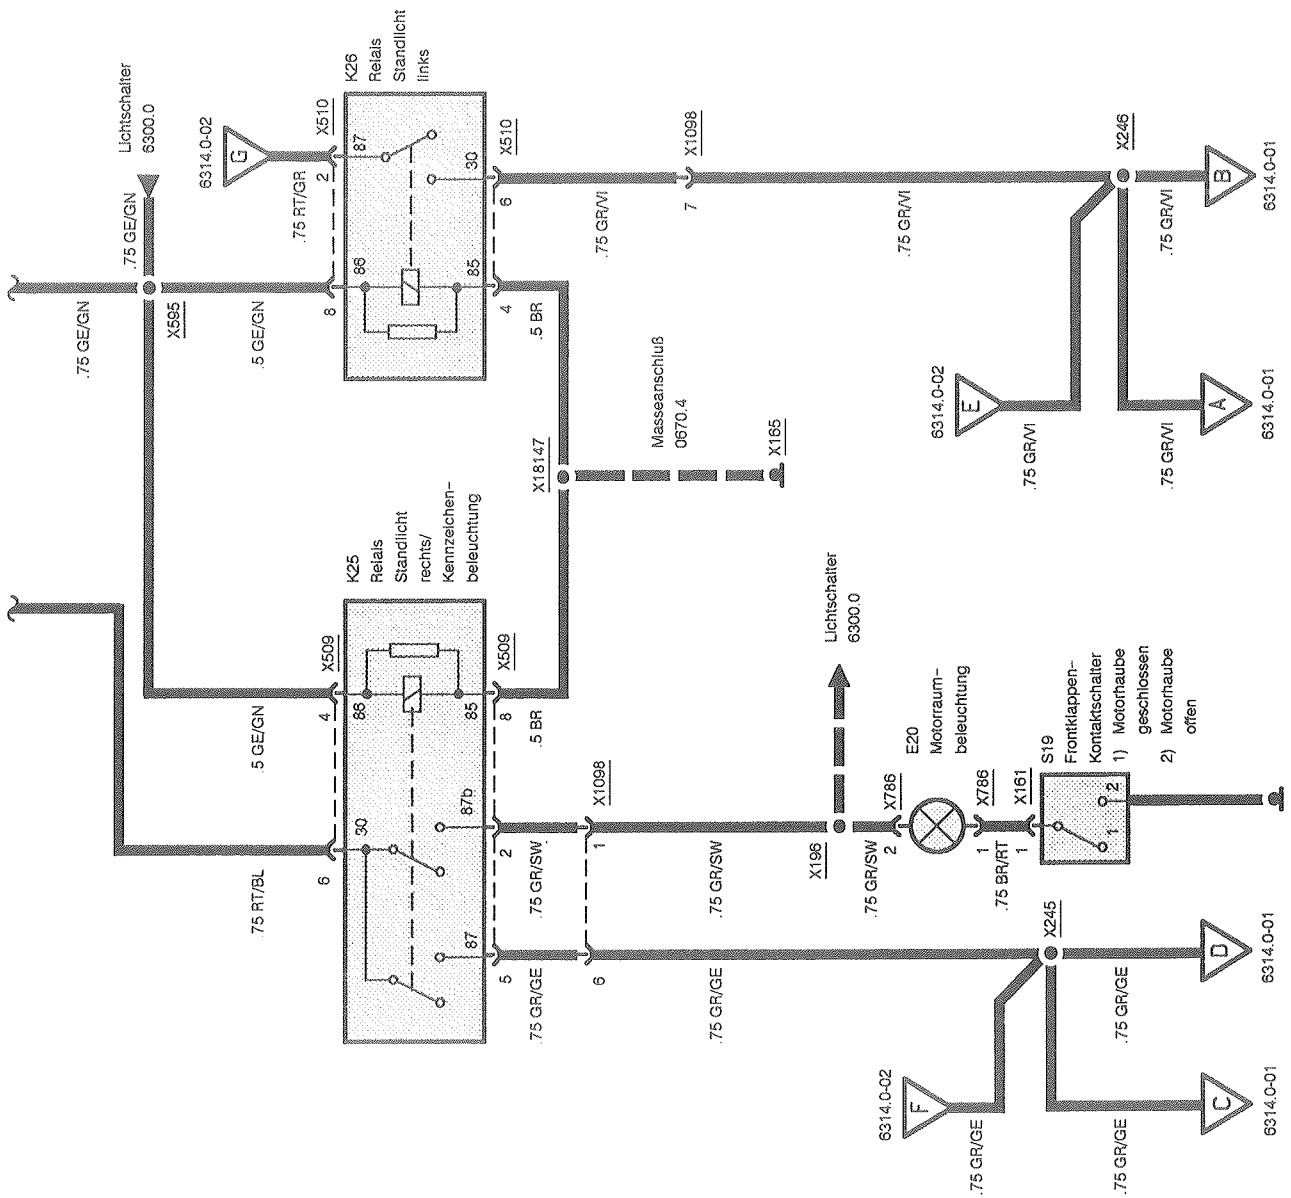 Lichtschalter
6300.0
.75 GE/GN
.75 GE/GN
X595
.5 GE/GN
8
6314.0-02
G
.75 RT/GR
2
X510
K26
Relais
Standlicht
links
86
87
85
30
4
6
X510
.5 BR
.75 GR/VI
7
X1098
.75 GR/VI
X246
.75 GR/VI
B
6314.0-01
6314.0-02
E
.75 GR/VI
A
.75 GR/VI
6314.0-01
X18147
Masseanschluß
0670.4
X165
.75 RT/BL
6
.5 GE/GN
4
X509
K25
Relais
Standlicht
rechts/
Kennzeichen-
beleuchtung
30
86
87
87b
85
5
2
8
X509
.75 GR/GE
.75 GR/SW
.5 BR
6
1
X1098
.75 GR/GE
.75 GR/SW
X196
Lichtschalter
6300.0
.75 GR/SW
2
X786
E20
Motorraum-
beleuchtung
1
X786
.75 BR/RT
1
X161
S19
Frontklappen-
Kontaktschalter
1) Motorhaube
geschlossen
2) Motorhaube
offen
1
2
X245
6314.0-02
F
.75 GR/GE
.75 GR/GE
D
6314.0-01
.75 GR/GE
C
6314.0-01